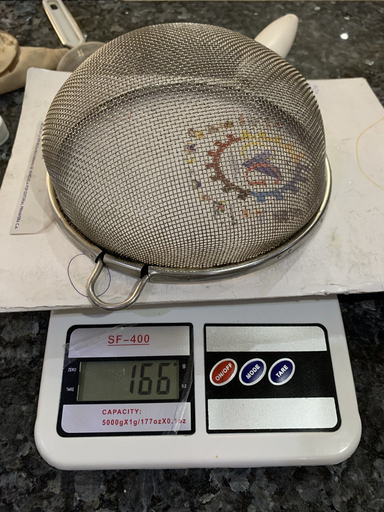 SF-400
ZERO
TARE
166
CAPACITY:
5000gX1g/177ozX0.1oz
ON/OFF
MODE
TARE